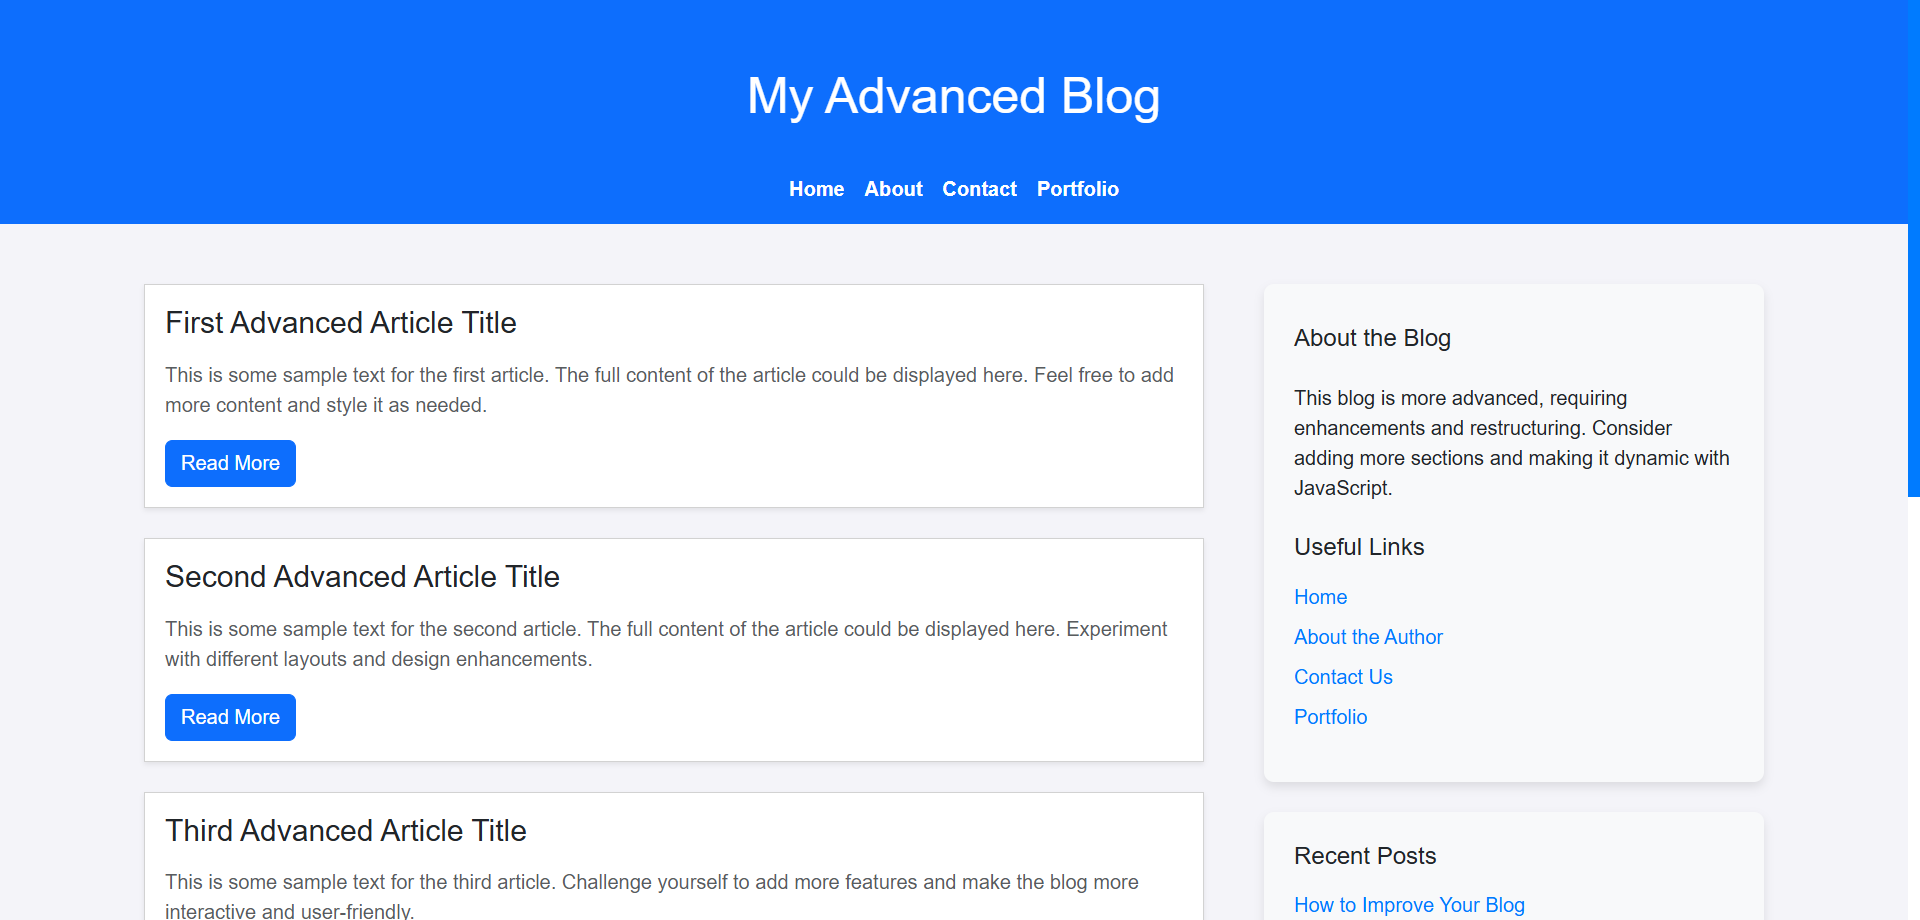 My Advanced Blog
Home About Contact Portfolio
First Advanced Article Title
This is some sample text for the first article. The full content of the article could be displayed here. Feel free to add
more content and style it as needed.
Read More
Second Advanced Article Title
This is some sample text for the second article. The full content of the article could be displayed here. Experiment
with different layouts and design enhancements.
Read More
Third Advanced Article Title
This is some sample text for the third article. Challenge yourself to add more features and make the blog more
interactive and user-friendly.
About the Blog
This blog is more advanced, requiring
enhancements and restructuring. Consider
adding more sections and making it dynamic with
JavaScript.
Useful Links
Home
About the Author
Contact Us
Portfolio
Recent Posts
How to Improve Your Blog